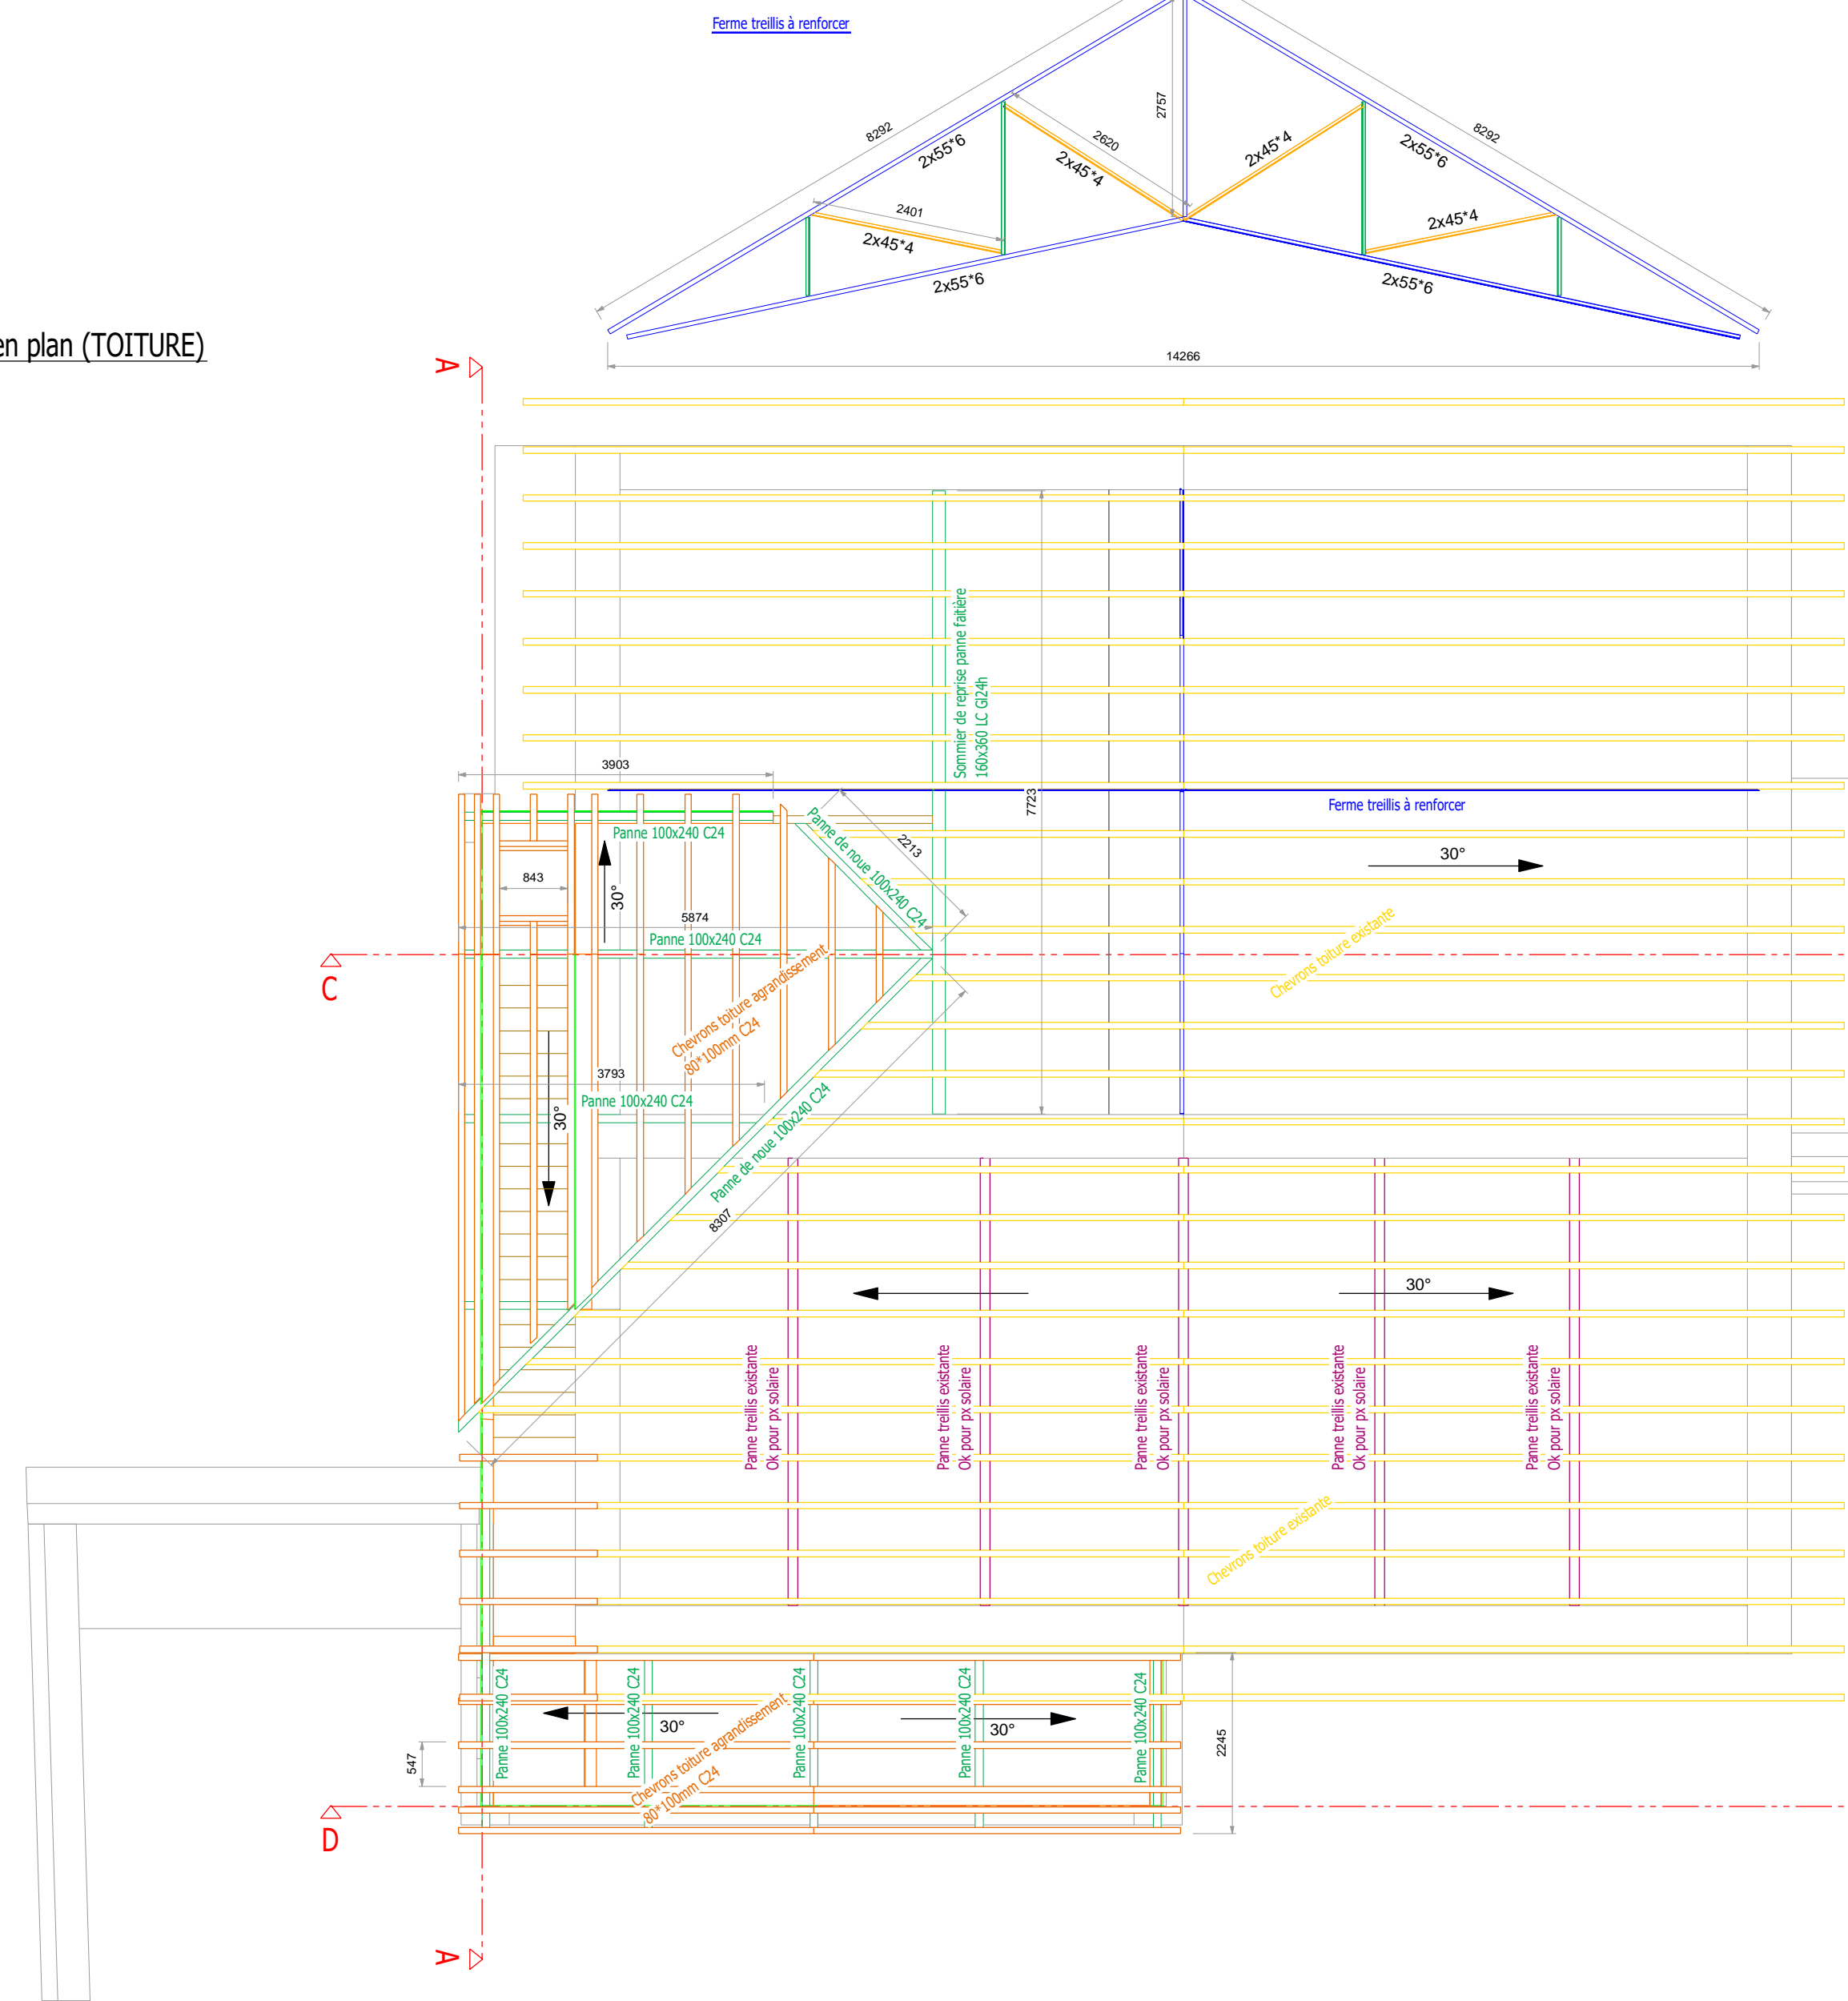 Ferme treillis à renforcer
8292
2757
8292
2x55*6
2620
2x45*4
2x45*4
2x55*6
2401
2x45*4
2x45*4
2x55*6
2x55*6
14266
en plan (TOITURE)
A
Sommier de reprise panne faitière
160x360 LC Gl24h
3903
7723
Ferme treillis à renforcer
Panne 100x240 C24
Panne de noue 100x240 C24
2213
30°
843
30°
5874
Panne 100x240 C24
Chevrons toiture existante
C
Chevrons toiture agrandissement
80*100mm C24
3793
Panne 100x240 C24
30°
Panne de noue 100x240 C24
8307
30°
Panne treillis existante
Ok pour px solaire
Panne treillis existante
Ok pour px solaire
Panne treillis existante
Ok pour px solaire
Panne treillis existante
Ok pour px solaire
Panne treillis existante
Ok pour px solaire
Chevrons toiture existante
Panne 100x240 C24
Panne 100x240 C24
Panne 100x240 C24
Panne 100x240 C24
Panne 100x240 C24
30°
30°
547
2245
Chevrons toiture agrandissement
80*100mm C24
D
A